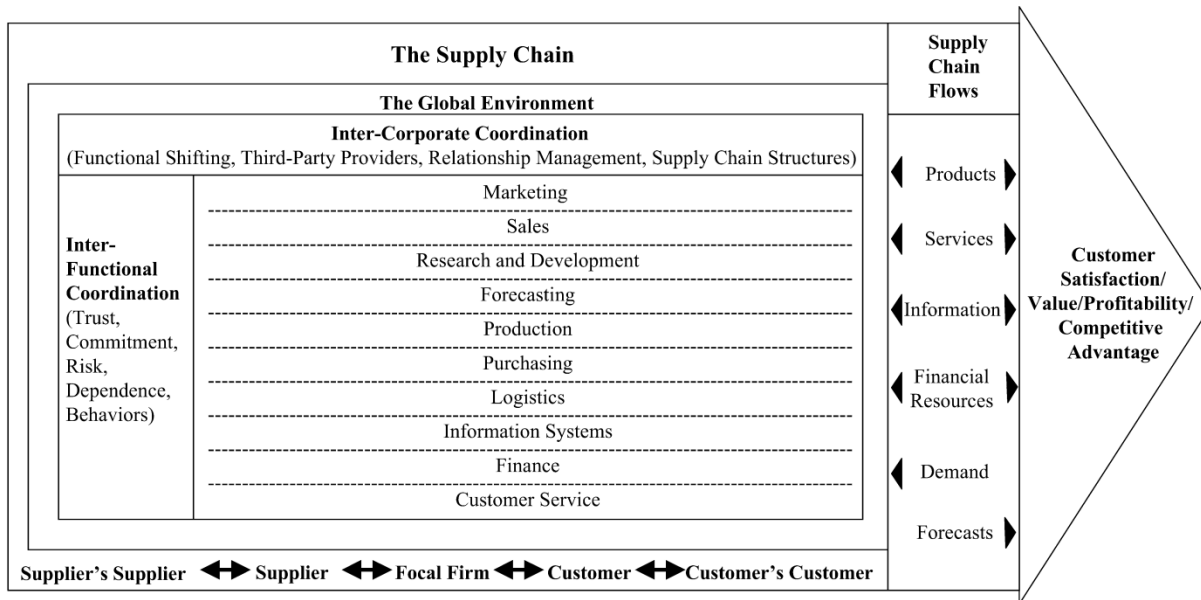 The Supply Chain
The Global Environment
Inter-Corporate Coordination
(Functional Shifting, Third-Party Providers, Relationship Management, Supply Chain Structures)
Inter-
Functional
Coordination
(Trust,
Commitment,
Risk,
Dependence,
Behaviors)
Marketing
Sales
Research and Development
Forecasting
Production
Purchasing
Logistics
Information Systems
Finance
Customer Service
Supplier's Supplier
Supplier
Focal Firm
Customer
Customer's Customer
Supply
Chain
Flows
Products
Services
Information
Financial
Resources
Demand
Forecasts
Customer
Satisfaction/
Value/Profitability/
Competitive
Advantage